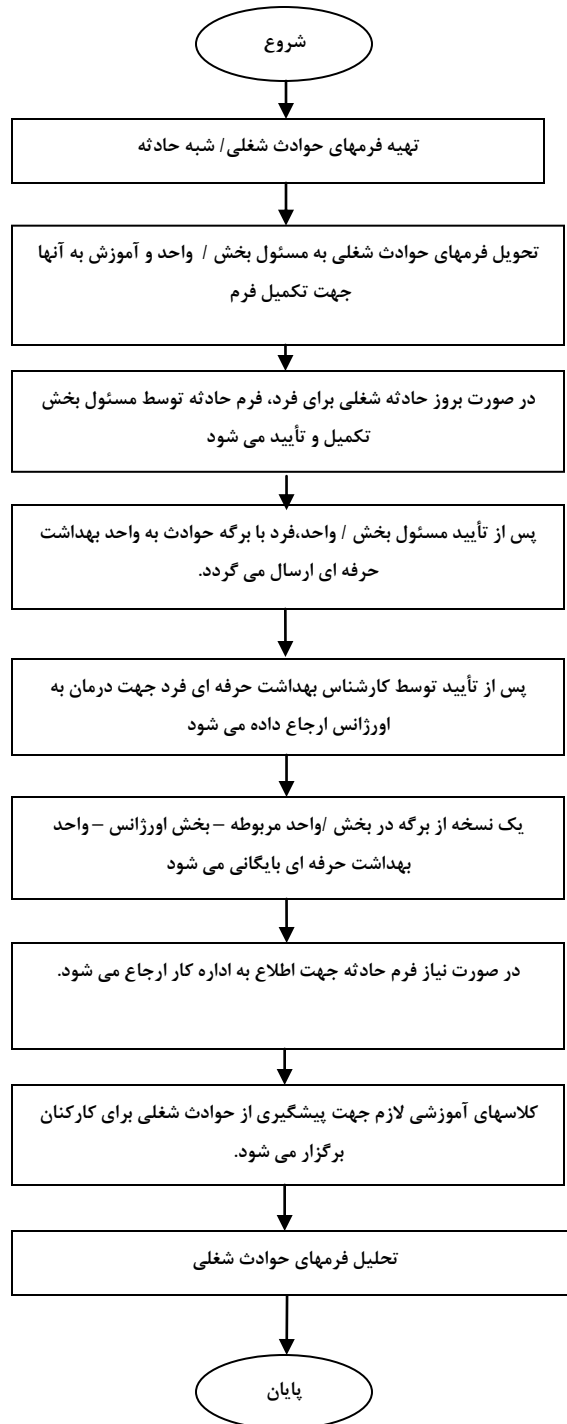 شروع
تهیه فرمهای حوادث شغلی/ شبه حادثه
تحویل فرمهای حوادث شغلی به مسئول بخش / واحد و آموزش به آنها
جهت تکمیل فرم
در صورت بروز حادثه شغلی برای فرد، فرم حادثه توسط مسئول بخش
تکمیل و تأیید می شود
پس از تأیید مسئول بخش / واحد،فرد با برگه حوادث به واحد بهداشت
حرفه ای ارسال می گردد.
پس از تأیید توسط کارشناس بهداشت حرفه ای فرد جهت درمان به
اورژانس ارجاع داده می شود
یک نسخه از برگه در بخش /واحد مربوطه – بخش اورژانس – واحد
بهداشت حرفه ای بایگانی می شود
در صورت نیاز فرم حادثه جهت اطلاع به اداره کار ارجاع می شود.
کلاسهای آموزشی لازم جهت پیشگیری از حوادث شغلی برای کارکنان
برگزار می شود.
تحلیل فرمهای حوادث شغلی
پایان